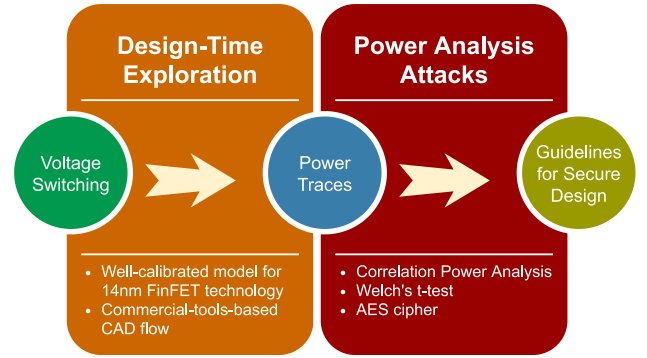 Design-Time
Exploration
Power Analysis
Attacks
Voltage
Switching
Power
Traces
Guidelines
for Secure
Design
• Well-calibrated model for
14nm FinFET technology
• Commercial-tools-based
CAD flow
• Correlation Power Analysis
• Welch's t-test
• AES cipher